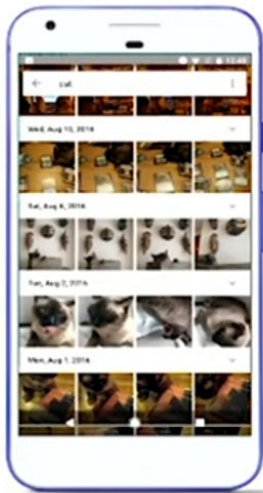 cat
Wed, Aug 10, 2016
Sat, Aug 6, 2016
Tue, Aug 2, 2016
Mon, Aug 1, 2016